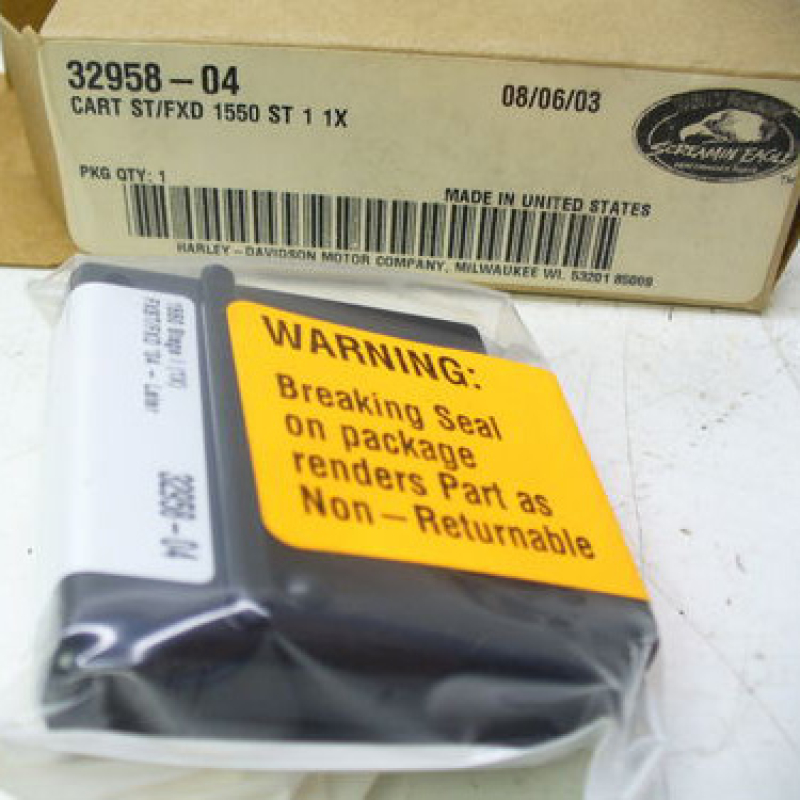 32958-04
CART ST/FXD 1550 ST 1 1X
08/06/03
SCREAMIN EAGLE
PKG QTY: 1
MADE IN UNITED STATES
HARLEY-DAVIDSON MOTOR COMPANY, MILWAUKEE WI. 53201
WARNING:
Breaking Seal
on package
renders Part as
Non-Returnable
32958-04